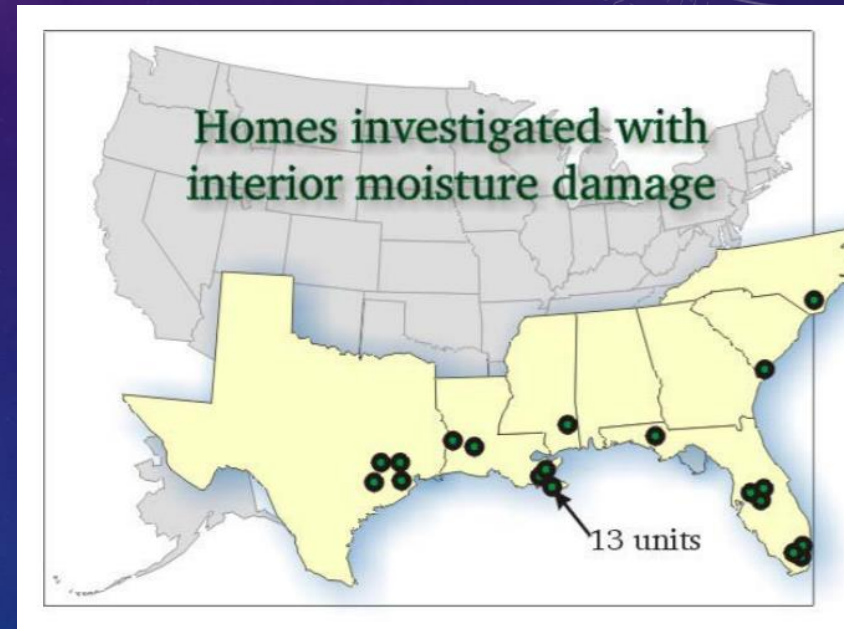 Homes investigated with
interior moisture damage
13 units